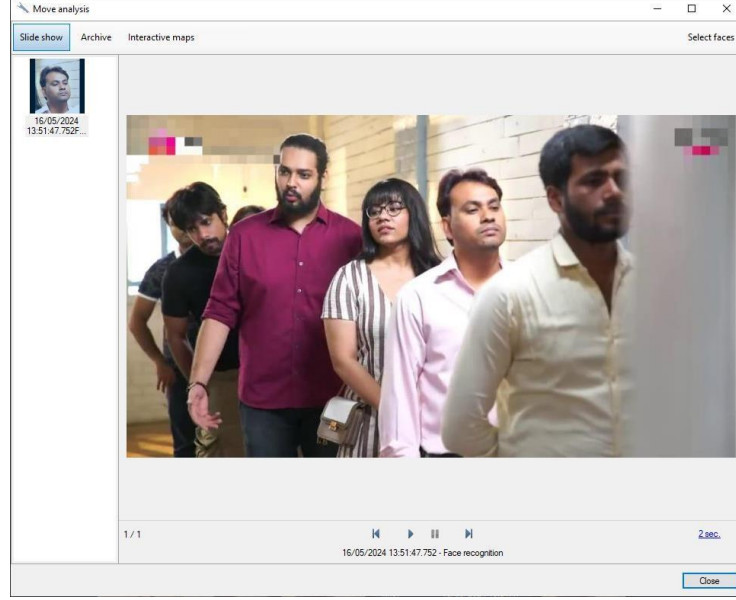 Move analysis
Slide show
Archive
Interactive maps
Select faces
16/05/2024
13:51:47.752F...
1 / 1
2 sec.
16/05/2024 13:51:47.752 - Face recognition
Close